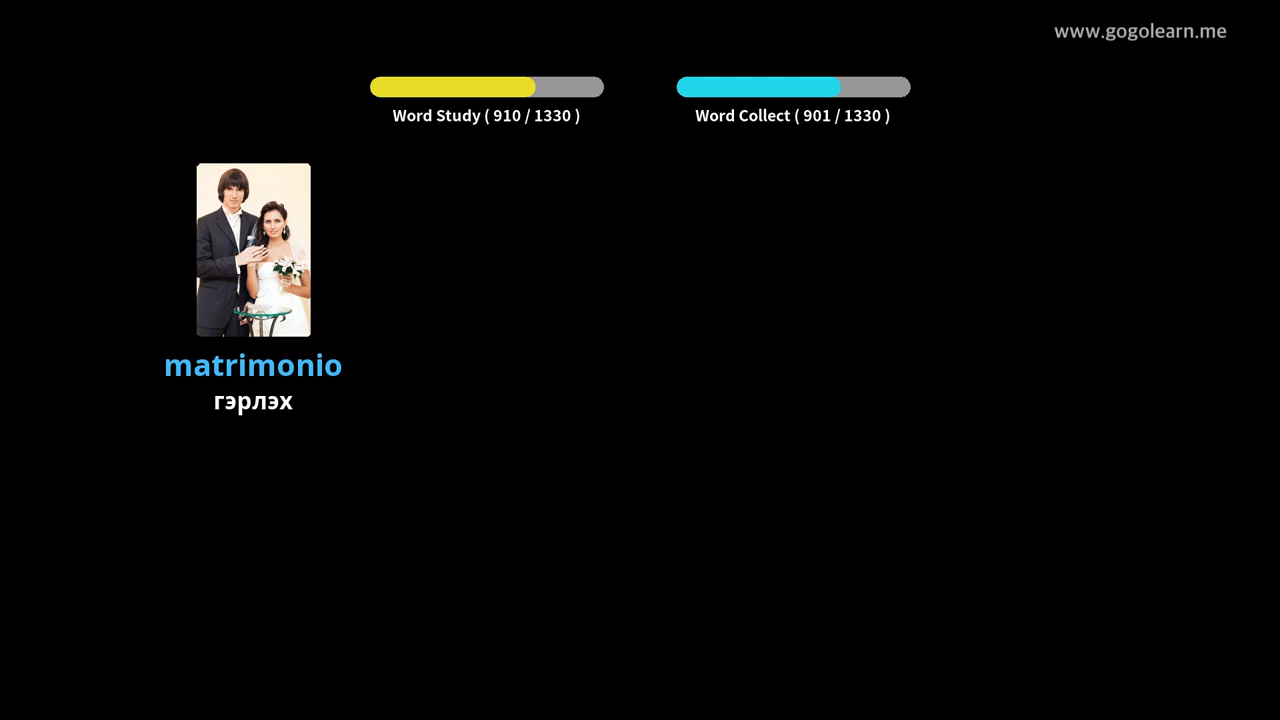 www.gogolearn.me
Word Study ( 910 / 1330 )
Word Collect ( 901 / 1330 )
matrimonio
гэрлэх